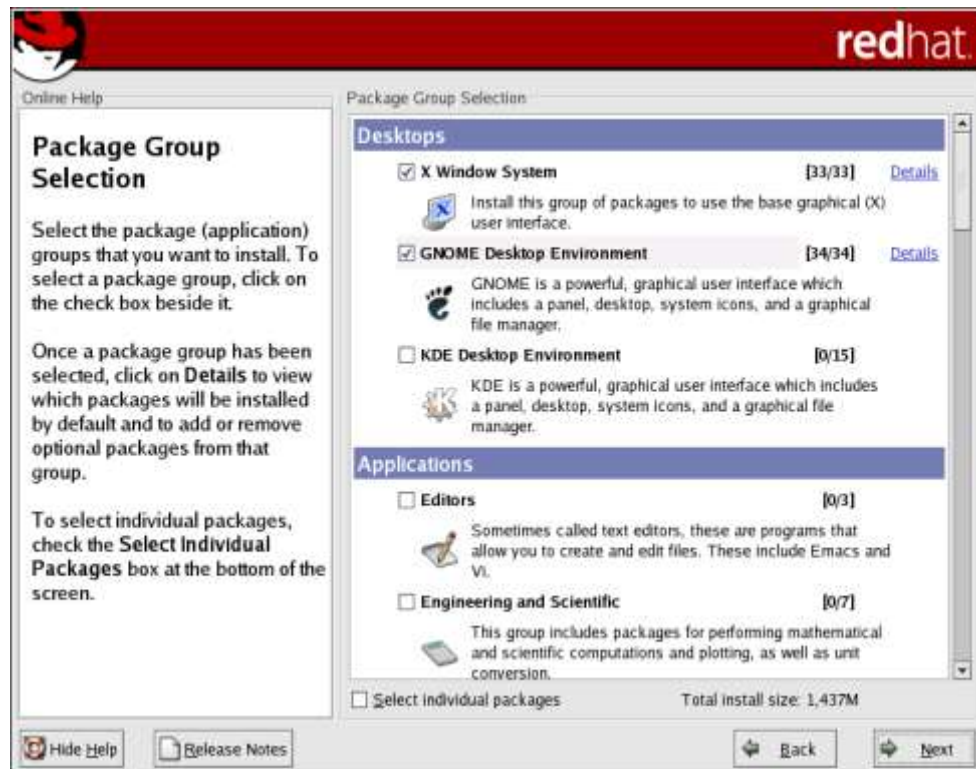 redhat.
Online Help
Package Group
Selection
Select the package (application)
groups that you want to install. To
select a package group, click on
the check box beside it.
Once a package group has been
selected, click on Details to view
which packages will be installed
by default and to add or remove
optional packages from that
group.
To select individual packages,
check the Select Individual
Packages box at the bottom of the
screen.
Package Group Selection
Desktops
X Window System [33/33] Details
Install this group of packages to use the base graphical (X)
user interface.
GNOME Desktop Environment [34/34] Details
GNOME is a powerful, graphical user interface which
includes a panel, desktop, system icons, and a graphical
file manager.
KDE Desktop Environment [0/15]
KDE is a powerful, graphical user interface which includes
a panel, desktop, system icons, and a graphical file
manager.
Applications
Editors [0/3]
Sometimes called text editors, these are programs that
allow you to create and edit files. These include Emacs and
Vi.
Engineering and Scientific [0/7]
This group includes packages for performing mathematical
and scientific computations and plotting, as well as unit
conversion.
Select individual packages Total install size: 1,437M
Hide Help Release Notes Back Next